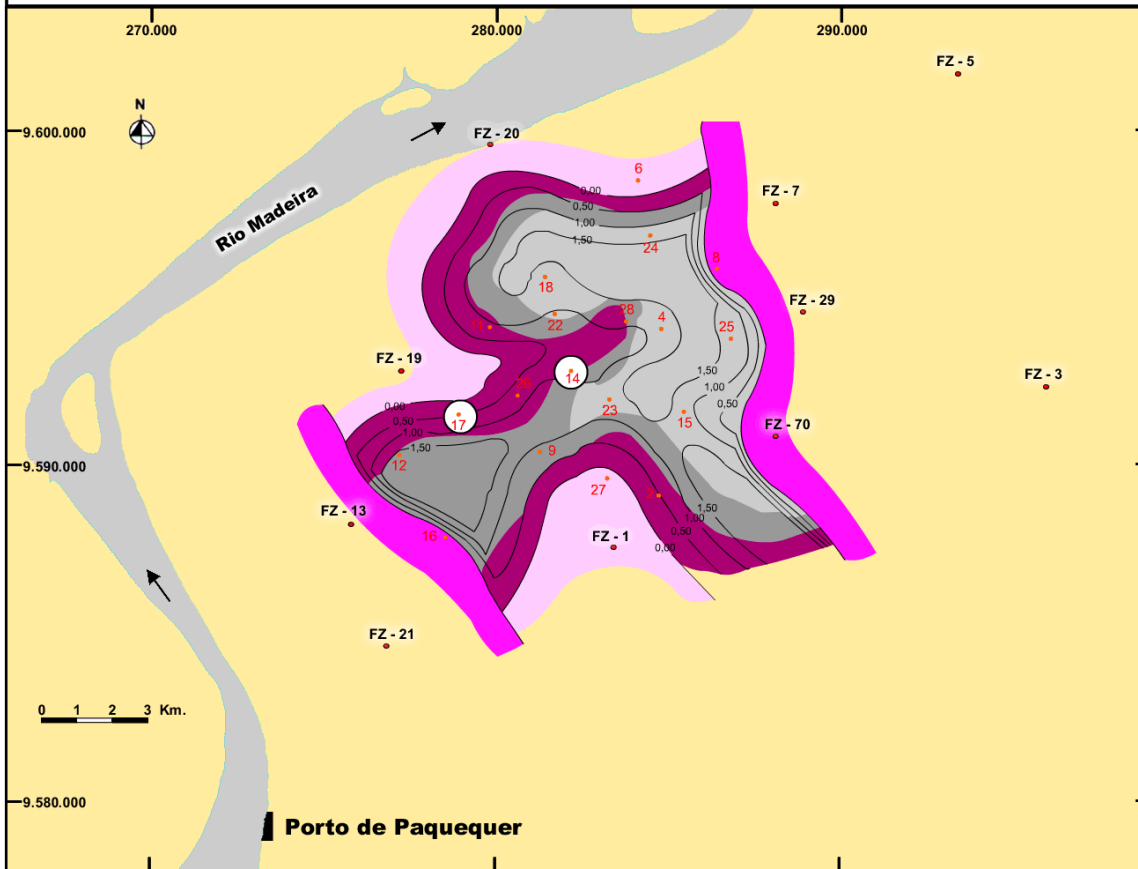 270.000
280.000
290.000
FZ - 5
N
9.600.000
FZ - 20
Rio Madeira
6
0,00
0,50
1,00
1,50
24
FZ - 7
8
18
FZ - 29
22
28
4
25
FZ - 19
14
1,50
1,00
0,50
FZ - 3
26
23
15
0,00
0,50
1,00
1,50
17
FZ - 70
12
9
9.590.000
27
2
1,50
1,00
0,50
0,00
FZ - 13
16
FZ - 1
FZ - 21
0 1 2 3 Km.
9.580.000
Porto de Paquequer